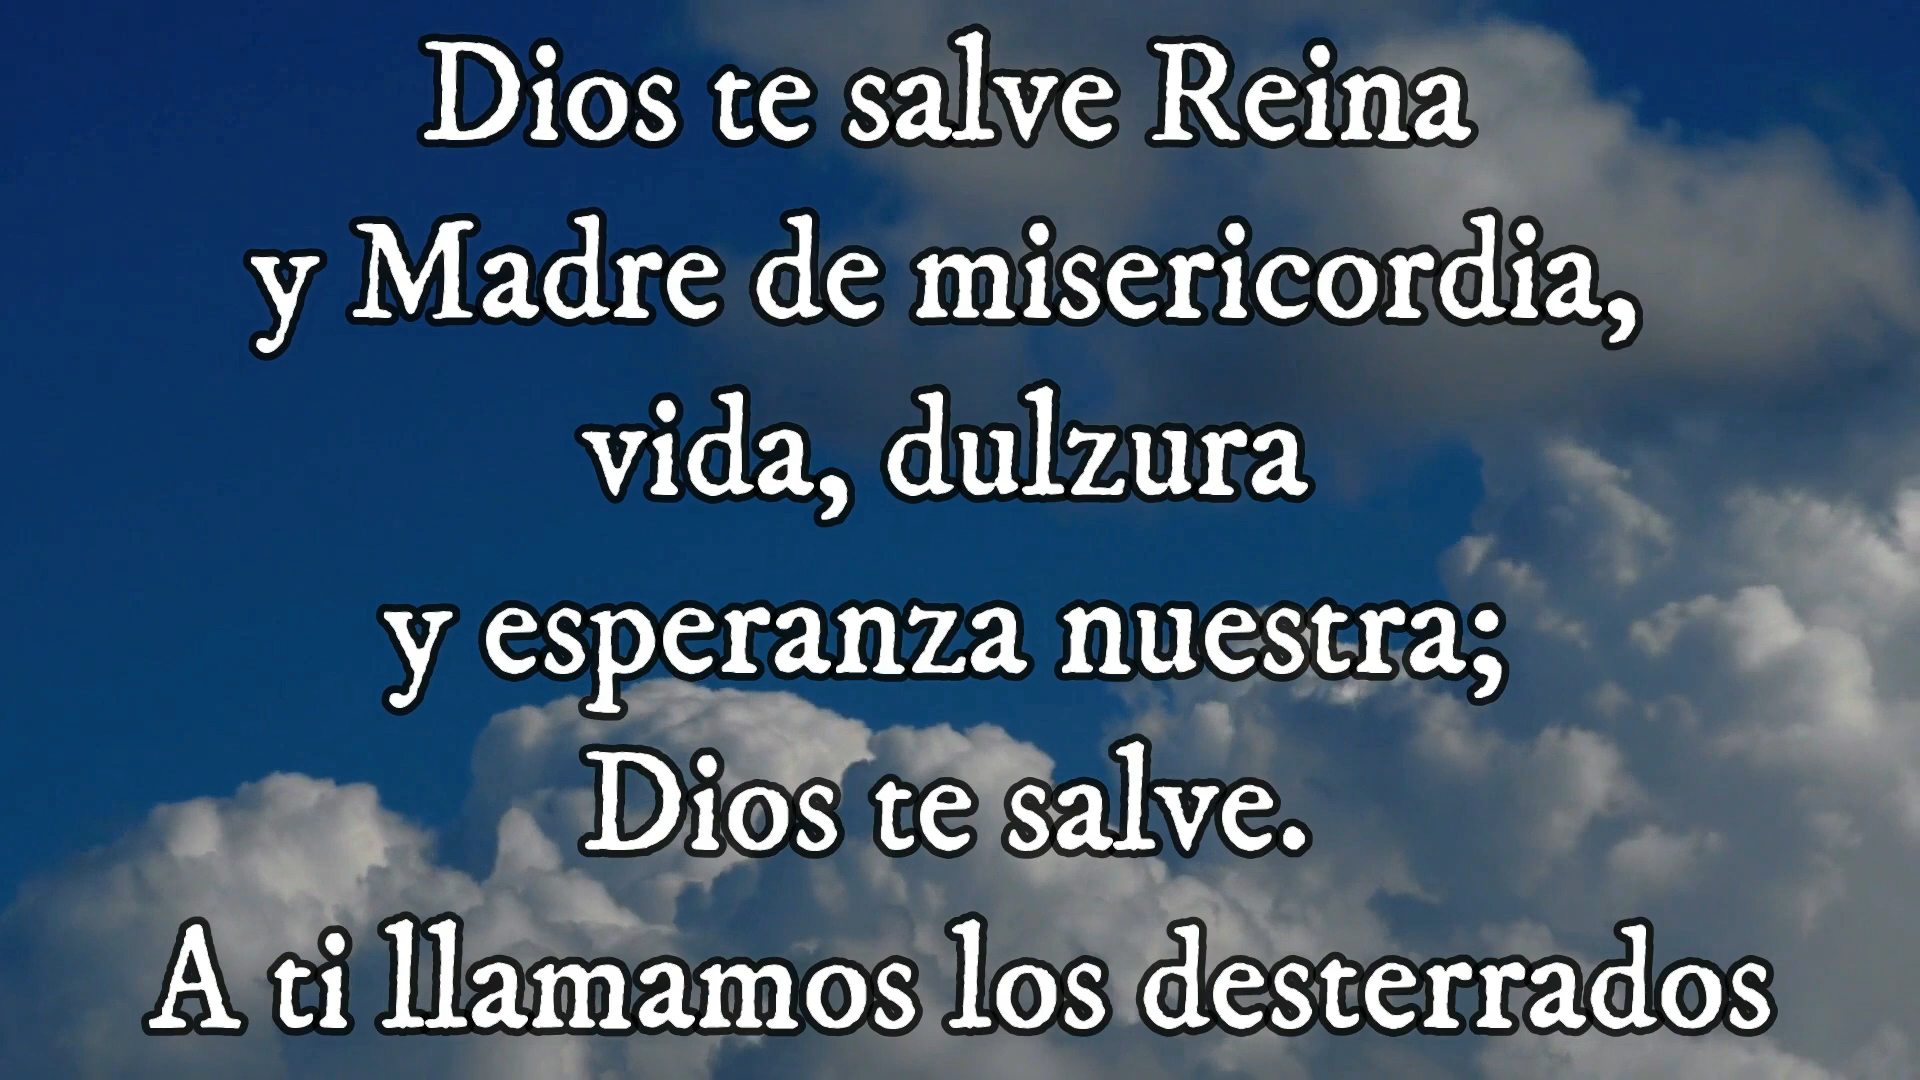 Dios te salve Reina
y Madre de misericordia,
vida, dulzura
y esperanza nuestra;
Dios te salve.
A ti llamamos los desterrados